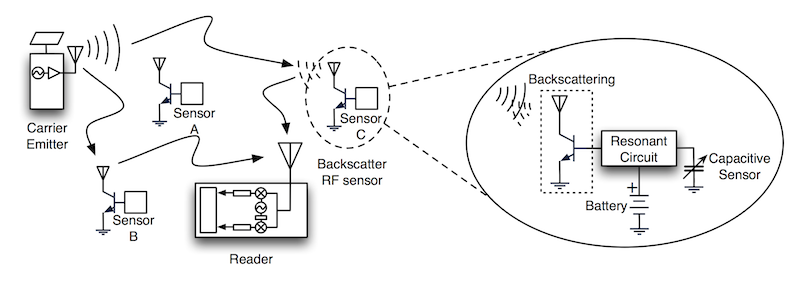 Carrier
Emitter
Sensor
A
Sensor
B
Sensor
C
Backscatter
RF sensor
Reader
Backscattering
Resonant
Circuit
Capacitive
Sensor
+
Battery